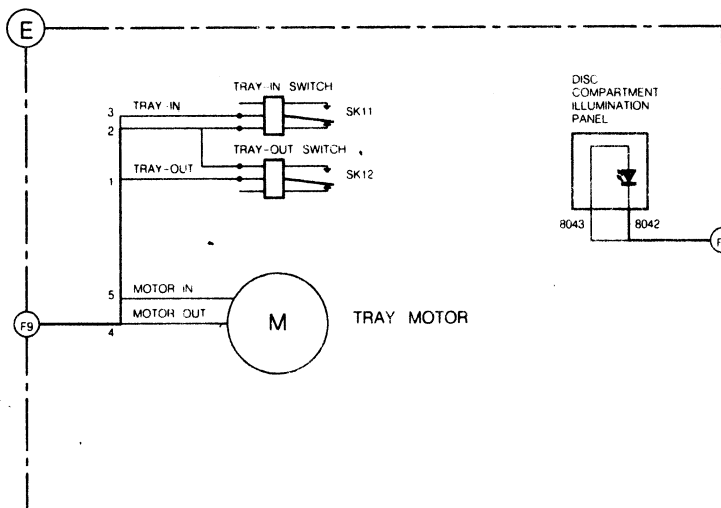 E
TRAY-IN SWITCH
3 TRAY-IN
SK11
2
TRAY-OUT SWITCH
TRAY-OUT
SK12
1
DISC
COMPARTMENT
ILLUMINATION
PANEL
8043 8042
F
5 MOTOR IN
MOTOR OUT
F9
4
M
TRAY MOTOR